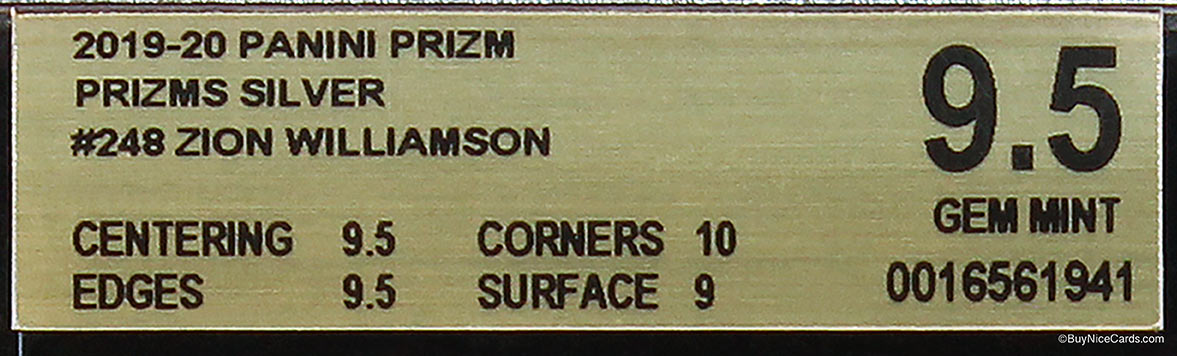 2019-20 PANINI PRIZM
PRIZMS SILVER
#248 ZION WILLIAMSON
9.5
GEM MINT
CENTERING 9.5 CORNERS 10
EDGES 9.5 SURFACE 9
0016561941
©BuyNiceCards.com